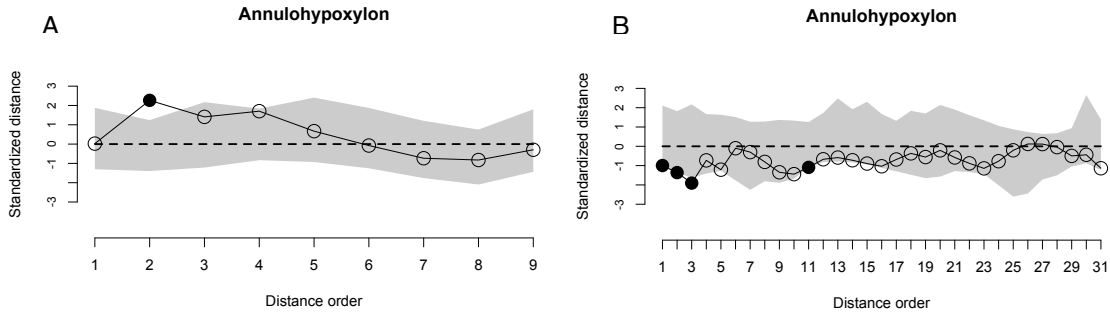 A
Annulohypoxylon
Standardized distance
3
2
1
0
-1
-3
1 2 3 4 5 6 7 8 9
Distance order
B
Annulohypoxylon
Standardized distance
3
2
1
0
-1
-3
1 3 5 7 9 11 13 15 17 19 21 23 25 27 29 31
Distance order